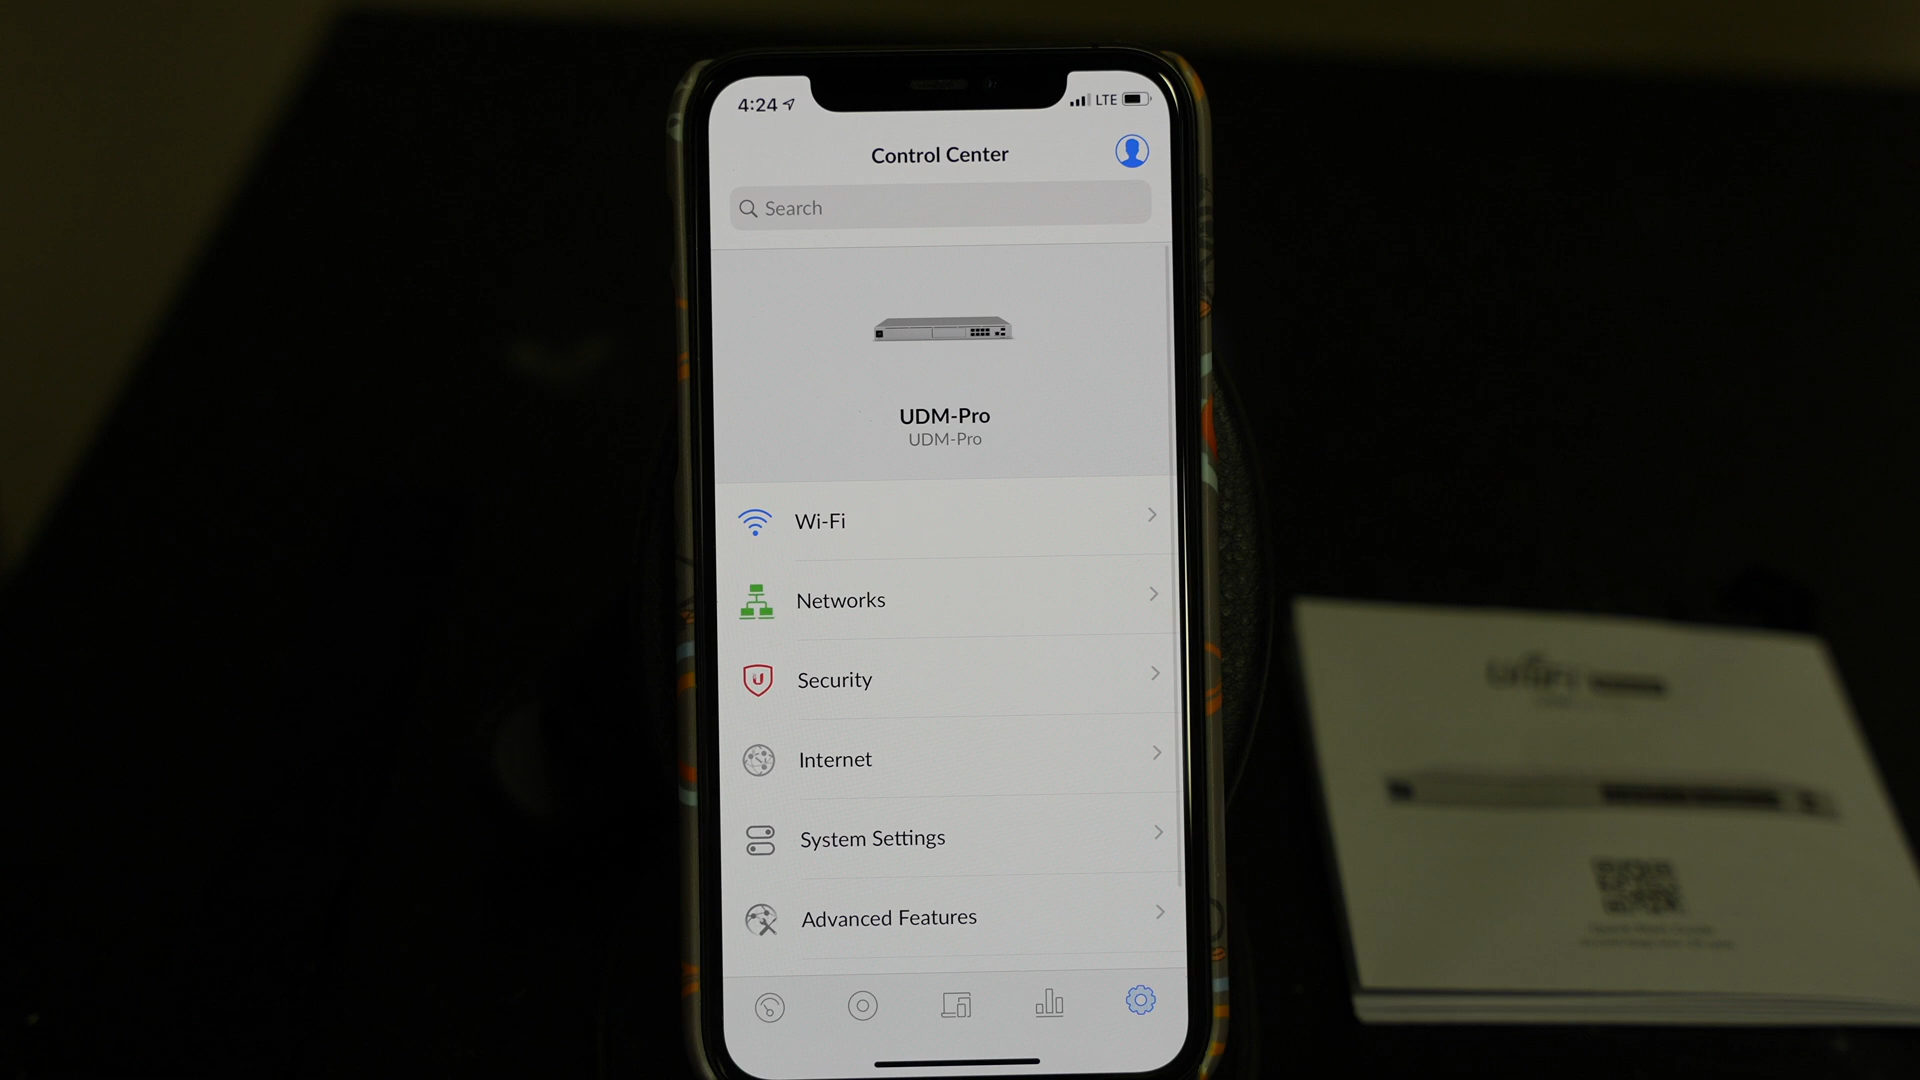 4:24
LTE
Control Center
Search
UDM-Pro
UDM-Pro
Wi-Fi
Networks
Security
Internet
System Settings
Advanced Features
UniFi